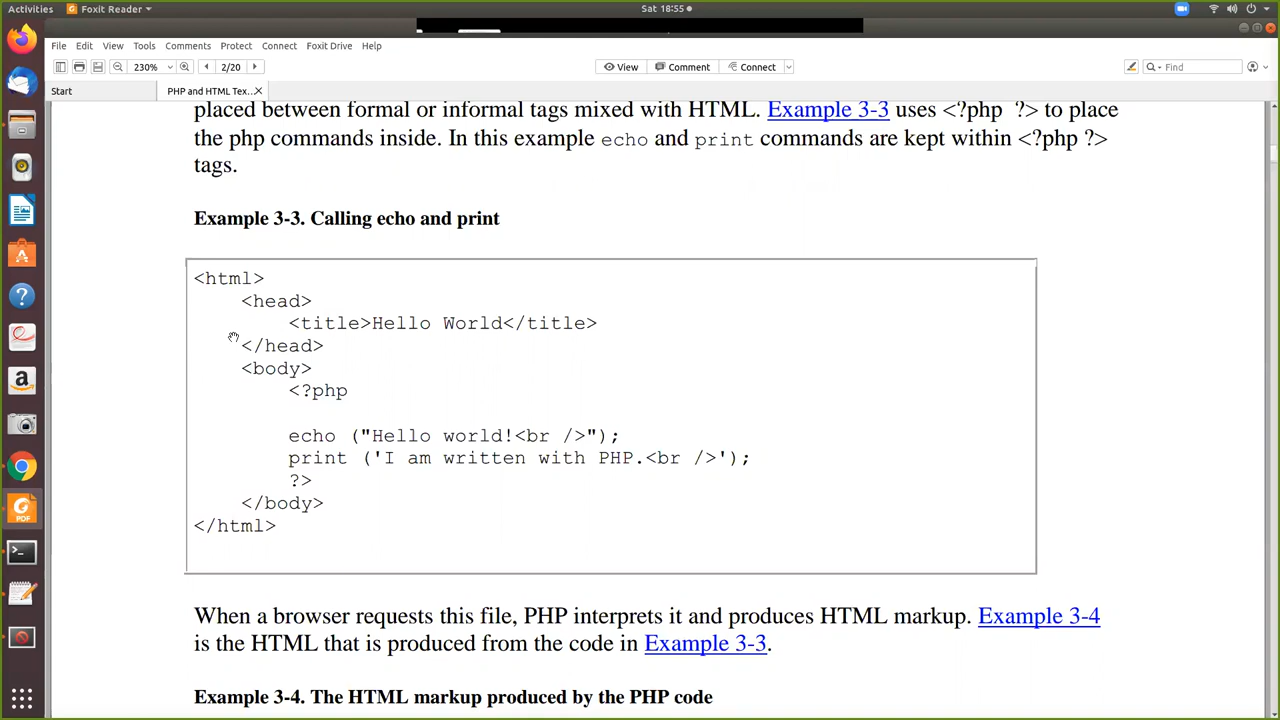 Activities Foxit Reader Sat 18:55
File Edit View Tools Comments Protect Connect Foxit Drive Help
230% 2/20 View Comment Connect Find
Start PHP and HTML Tex...
placed between formal or informal tags mixed with HTML. Example 3-3 uses <?php ?> to place
the php commands inside. In this example echo and print commands are kept within <?php ?>
tags.
Example 3-3. Calling echo and print
<html>
<head>
<title>Hello World</title>
</head>
<body>
<?php
echo ("Hello world!<br />");
print ('I am written with PHP.<br />');
?>
</body>
</html>
When a browser requests this file, PHP interprets it and produces HTML markup. Example 3-4
is the HTML that is produced from the code in Example 3-3.
Example 3-4. The HTML markup produced by the PHP code